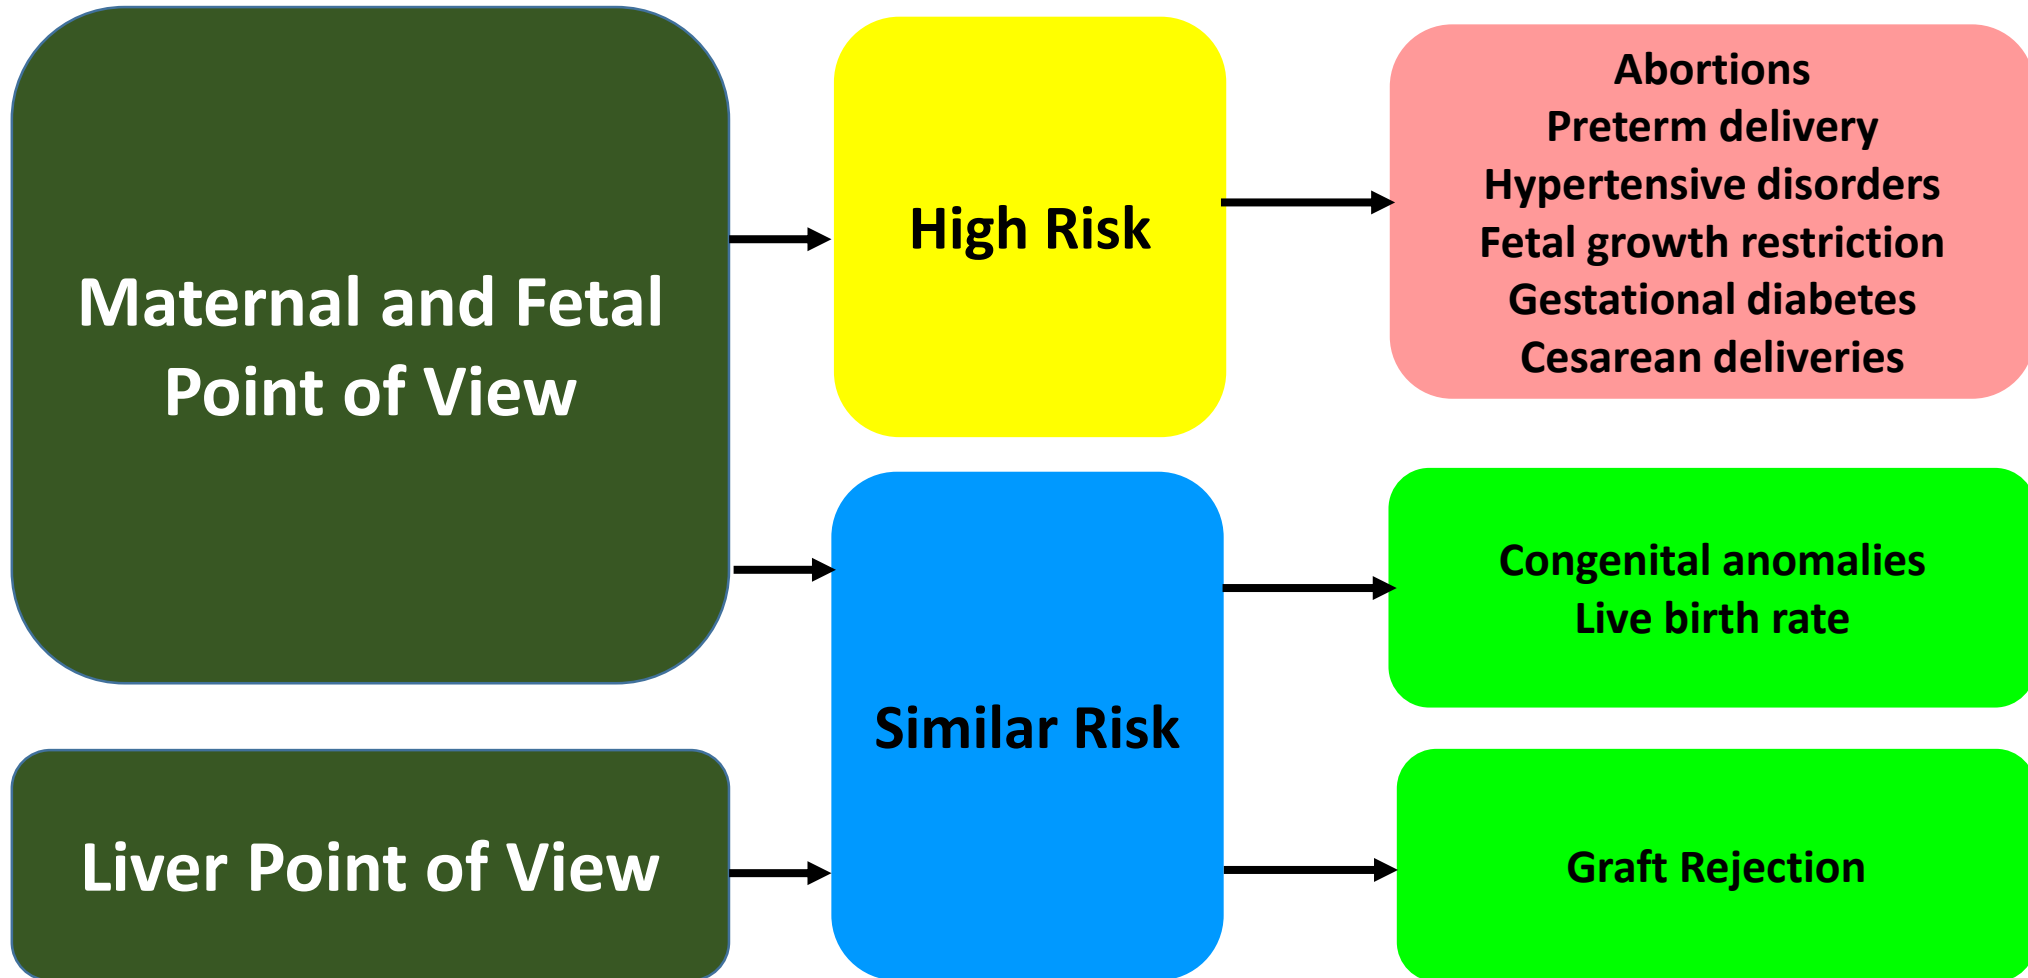 Maternal and Fetal
Point of View
High Risk
Abortions
Preterm delivery
Hypertensive disorders
Fetal growth restriction
Gestational diabetes
Cesarean deliveries
Similar Risk
Congenital anomalies
Live birth rate
Liver Point of View
Graft Rejection